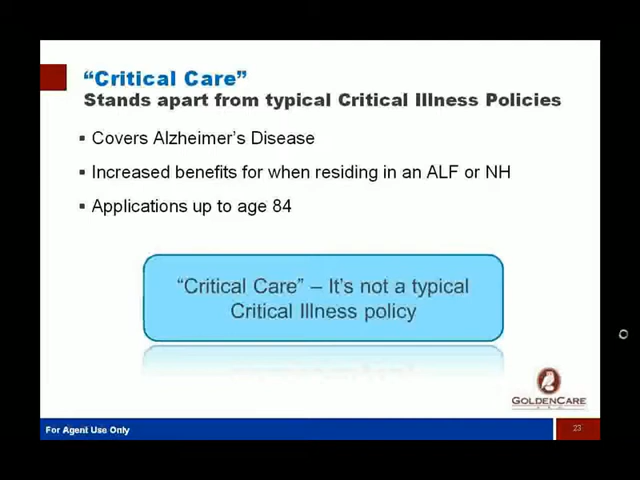 “Critical Care”
Stands apart from typical Critical Illness Policies
▪ Covers Alzheimer’s Disease
▪ Increased benefits for when residing in an ALF or NH
▪ Applications up to age 84
“Critical Care” – It’s not a typical
Critical Illness policy
GOLDENCARE
For Agent Use Only
23